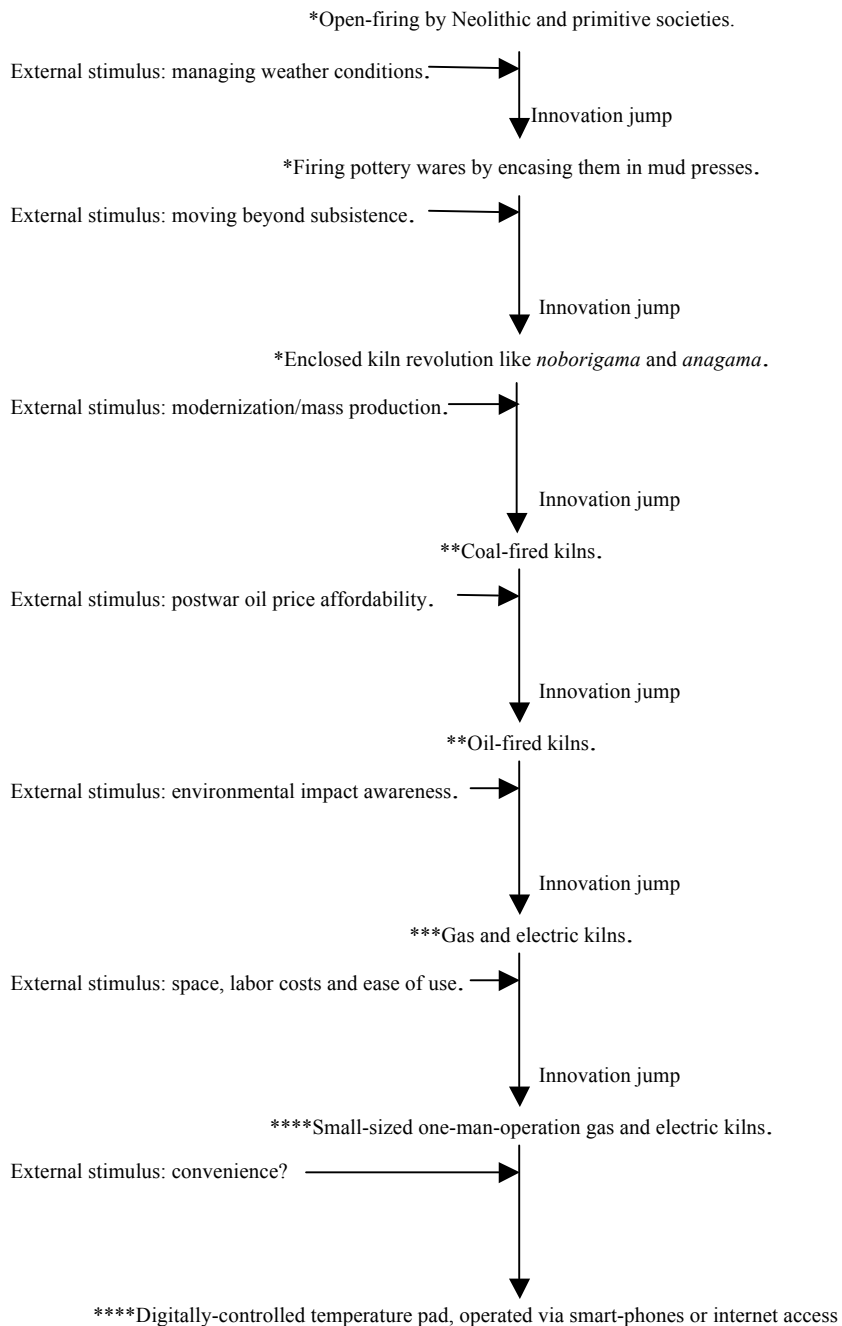 *Open-firing by Neolithic and primitive societies.
External stimulus: managing weather conditions.
Innovation jump
*Firing pottery wares by encasing them in mud presses.
External stimulus: moving beyond subsistence.
Innovation jump
*Enclosed kiln revolution like noborigama and anagama.
External stimulus: modernization/mass production.
Innovation jump
**Coal-fired kilns.
External stimulus: postwar oil price affordability.
Innovation jump
**Oil-fired kilns.
External stimulus: environmental impact awareness.
Innovation jump
***Gas and electric kilns.
External stimulus: space, labor costs and ease of use.
Innovation jump
****Small-sized one-man-operation gas and electric kilns.
External stimulus: convenience?
****Digitally-controlled temperature pad, operated via smart-phones or internet access